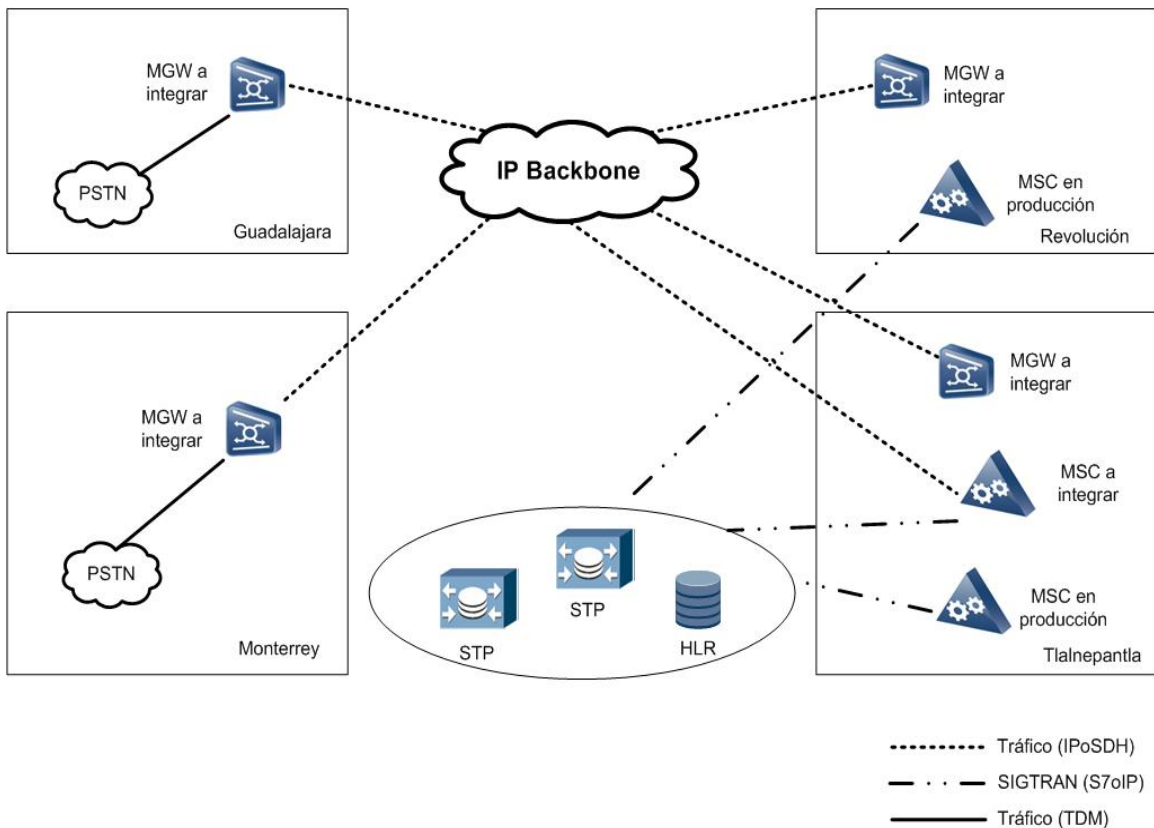 MGW a
integrar
PSTN
Guadalajara
IP Backbone
MGW a
integrar
MSC en
producción
Revolución
MGW a
integrar
PSTN
Monterrey
STP
STP
HLR
MGW a
integrar
MSC a
integrar
MSC en
producción
Tlalnepantla
Tráfico (IPoSDH)
SIGTRAN (S7oIP)
Tráfico (TDM)